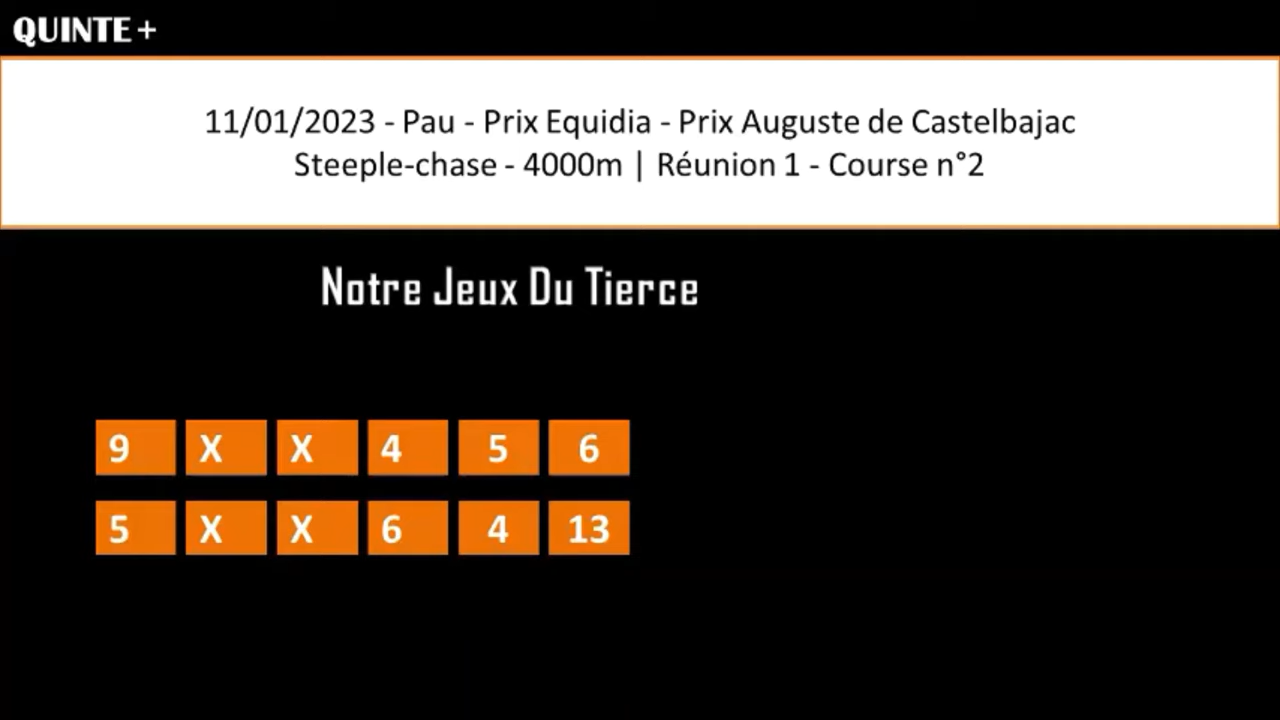 QUINTE+
11/01/2023 - Pau - Prix Equidia - Prix Auguste de Castelbajac
Steeple-chase - 4000m | Réunion 1 - Course n°2
Notre Jeux Du Tierce
9 X X 4 5 6
5 X X 6 4 13